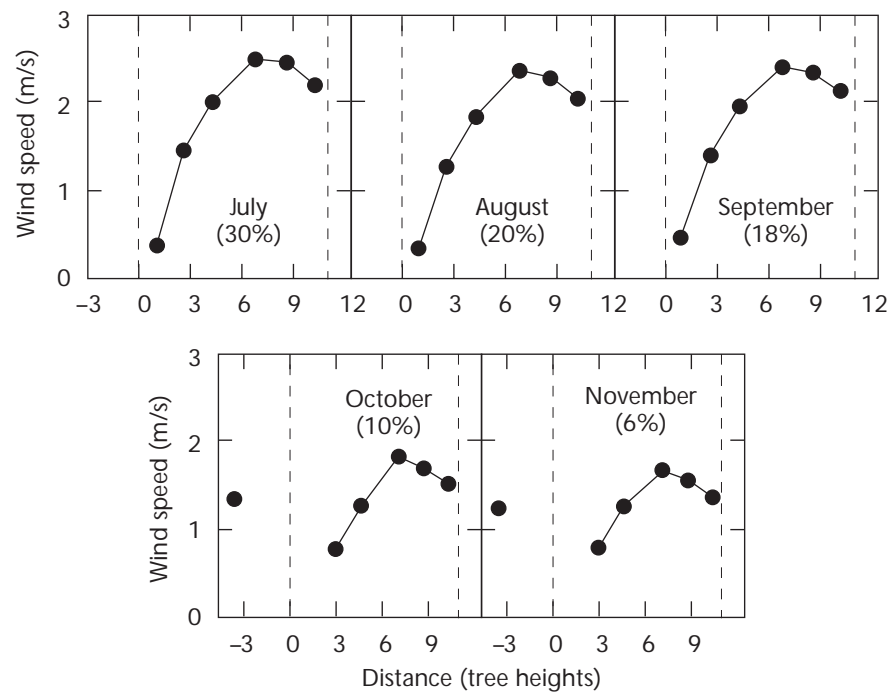 3
2
1
0
Wind speed (m/s)
July
(30%)
August
(20%)
September
(18%)
–3 0 3 6 9 12 0 3 6 9 12 0 3 6 9 12
3
2
1
0
Wind speed (m/s)
October
(10%)
November
(6%)
–3 0 3 6 9 –3 0 3 6 9
Distance (tree heights)